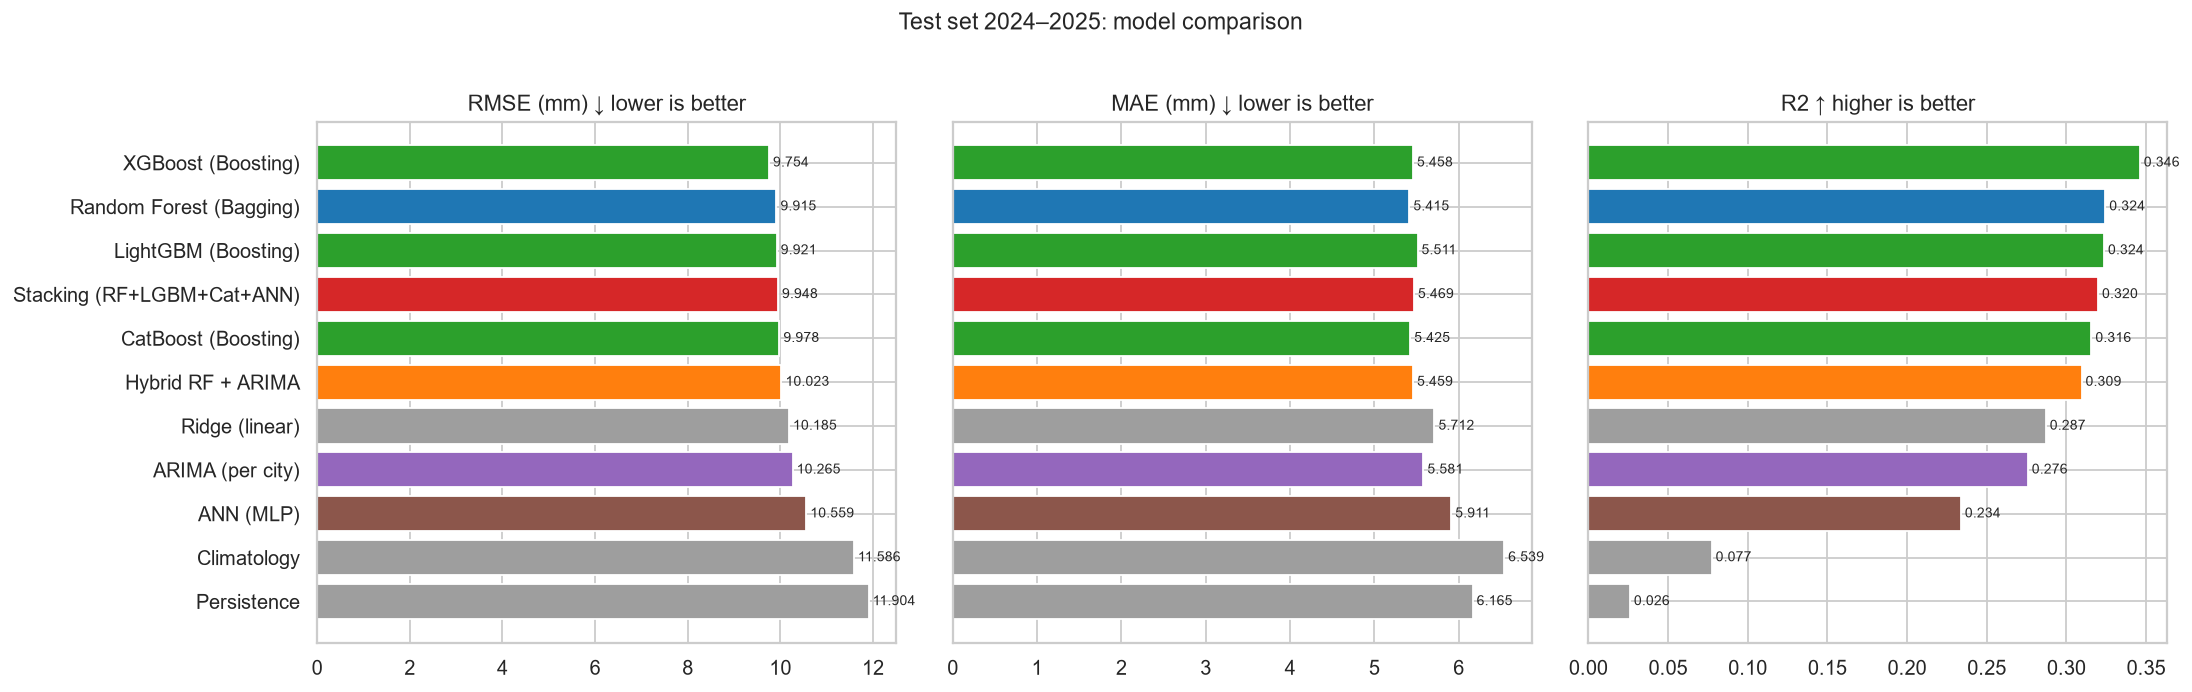 Test set 2024–2025: model comparison
RMSE (mm) ↓ lower is better
MAE (mm) ↓ lower is better
R2 ↑ higher is better
XGBoost (Boosting) 9.754 5.458 0.346
Random Forest (Bagging) 9.915 5.415 0.324
LightGBM (Boosting) 9.921 5.511 0.324
Stacking (RF+LGBM+Cat+ANN) 9.948 5.469 0.320
CatBoost (Boosting) 9.978 5.425 0.316
Hybrid RF + ARIMA 10.023 5.459 0.309
Ridge (linear) 10.185 5.712 0.287
ARIMA (per city) 10.265 5.581 0.276
ANN (MLP) 10.559 5.911 0.234
Climatology 11.586 6.539 0.077
Persistence 11.904 6.165 0.026
0 2 4 6 8 10 12
0 1 2 3 4 5 6
0.00 0.05 0.10 0.15 0.20 0.25 0.30 0.35